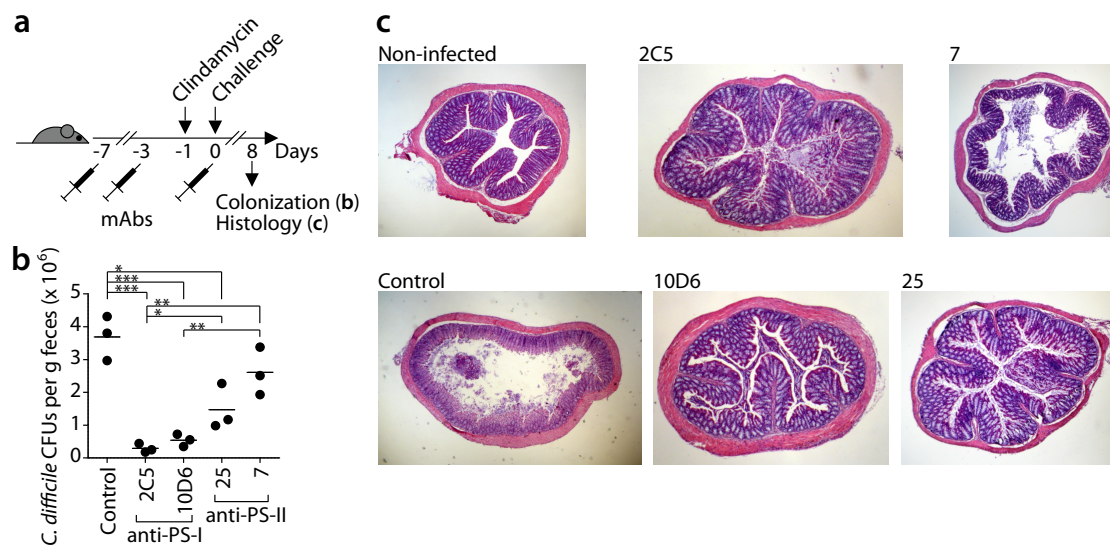 a
Clindamycin
Challenge
-7 -3 -1 0 8 Days
mAbs
Colonization (b)
Histology (c)
b
C. difficile CFUs per g feces (x 10⁶)
5
4
3
2
1
0
*
***
***
**
*
**
Control 2C5 10D6 25 7
anti-PS-I anti-PS-II
c
Non-infected 2C5 7
Control 10D6 25